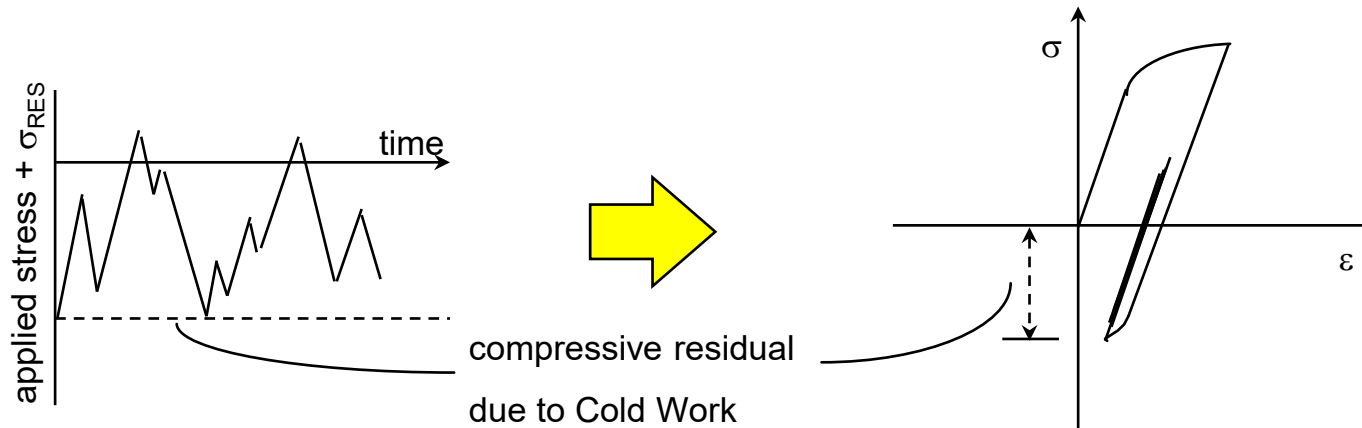 applied stress + σRES
time
compressive residual
due to Cold Work
σ
ε